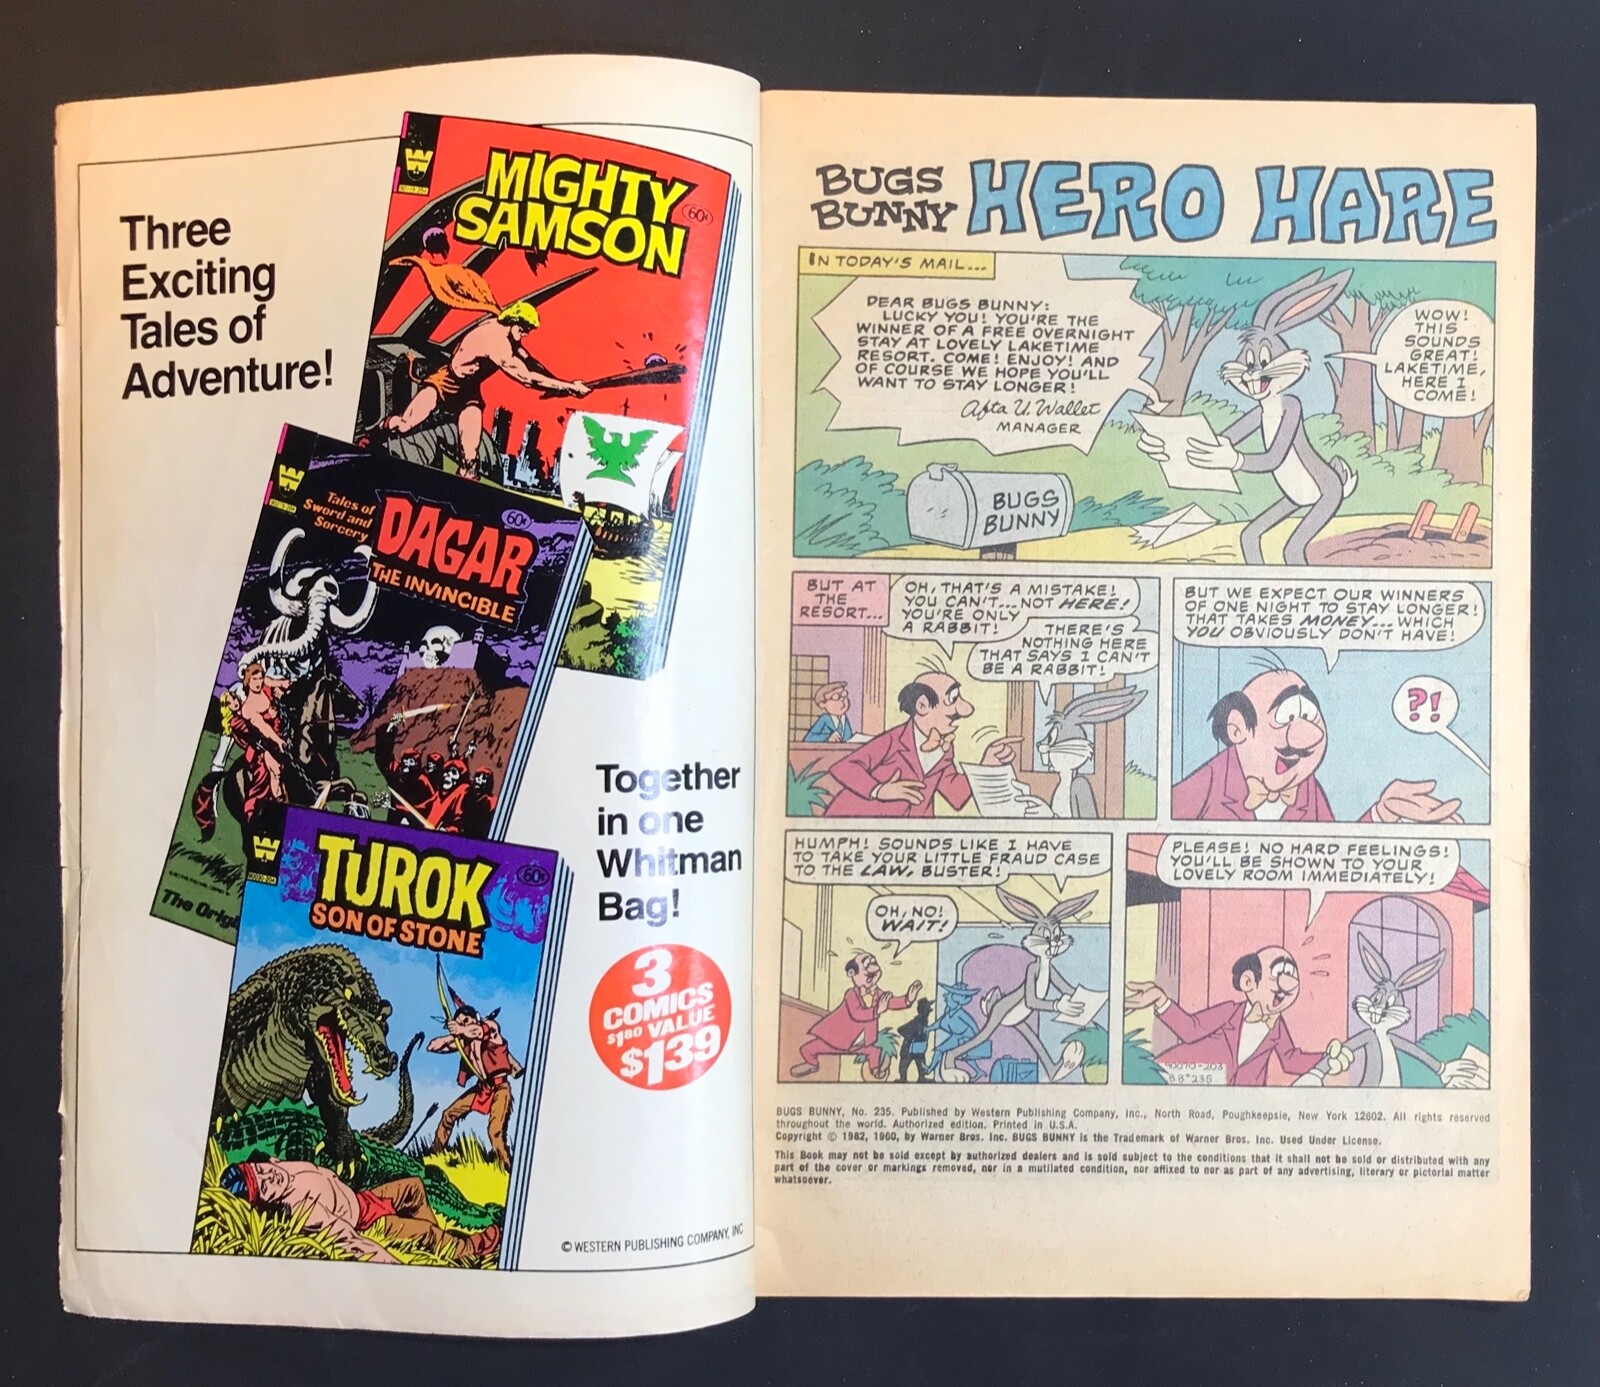 Three
Exciting
Tales of
Adventure!
MIGHTY
SAMSON
60¢
Tales of
Sword and
Sorcery
DAGAR
THE INVINCIBLE
60¢
The Orig
TUROK
SON OF STONE
60¢
Together
in one
Whitman
Bag!
3
COMICS
$1.80 VALUE
$1.39
© WESTERN PUBLISHING COMPANY, INC
BUGS
BUNNY
HERO HARE
IN TODAY'S MAIL...
DEAR BUGS BUNNY:
LUCKY YOU! YOU'RE THE
WINNER OF A FREE OVERNIGHT
STAY AT LOVELY LAKETIME
RESORT. COME! ENJOY! AND
OF COURSE WE HOPE YOU'LL
WANT TO STAY LONGER!
Afta U. Wallet
MANAGER
WOW!
THIS
SOUNDS
GREAT!
LAKETIME,
HERE I
COME!
BUGS
BUNNY
BUT AT
THE
RESORT...
OH, THAT'S A MISTAKE!
YOU CAN'T... NOT HERE!
YOU'RE ONLY
A RABBIT!
THERE'S
NOTHING HERE
THAT SAYS I CAN'T
BE A RABBIT!
BUT WE EXPECT OUR WINNERS
OF ONE NIGHT TO STAY LONGER!
THAT TAKES MONEY... WHICH
YOU OBVIOUSLY DON'T HAVE!
?!
HUMPH! SOUNDS LIKE I HAVE
TO TAKE YOUR LITTLE FRAUD CASE
TO THE LAW, BUSTER!
OH, NO!
WAIT!
PLEASE! NO HARD FEELINGS!
YOU'LL BE SHOWN TO YOUR
LOVELY ROOM IMMEDIATELY!
90070-203
B.B.#235
BUGS BUNNY, No. 235. Published by Western Publishing Company, Inc., North Road, Poughkeepsie, New York 12602. All rights reserved
throughout the world. Authorized edition. Printed in U.S.A.
Copyright © 1982, 1960, by Warner Bros. Inc. BUGS BUNNY is the Trademark of Warner Bros. Inc. Used Under License.
This Book may not be sold except by authorized dealers and is sold subject to the conditions that it shall not be sold or distributed with any
part of the cover or markings removed, nor in a mutilated condition, nor affixed to nor as part of any advertising, literary or pictorial matter
whatsoever.